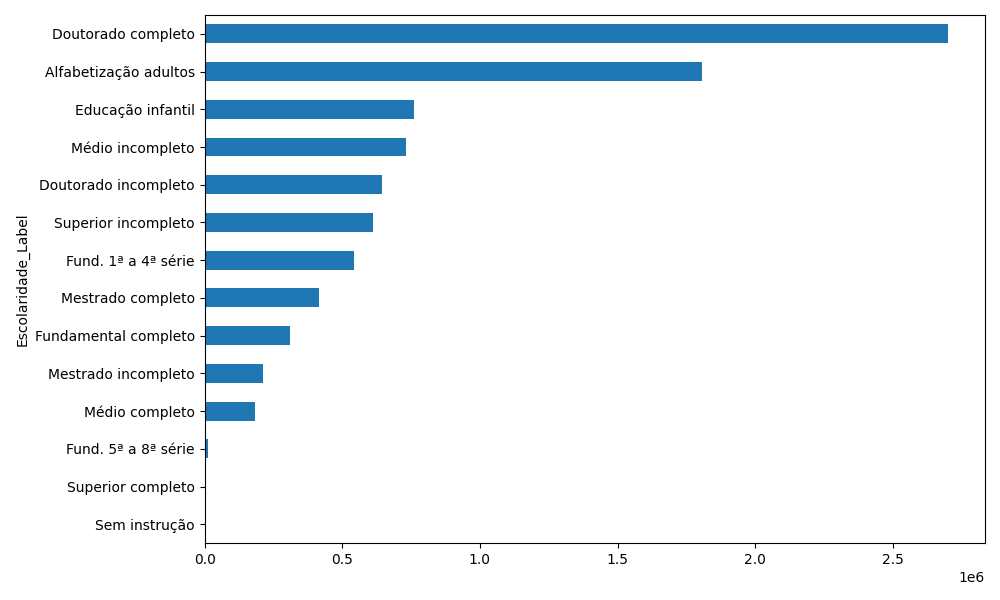 Escolaridade_Label
Doutorado completo
Alfabetização adultos
Educação infantil
Médio incompleto
Doutorado incompleto
Superior incompleto
Fund. 1ª a 4ª série
Mestrado completo
Fundamental completo
Mestrado incompleto
Médio completo
Fund. 5ª a 8ª série
Superior completo
Sem instrução
0.0 0.5 1.0 1.5 2.0 2.5
1e6